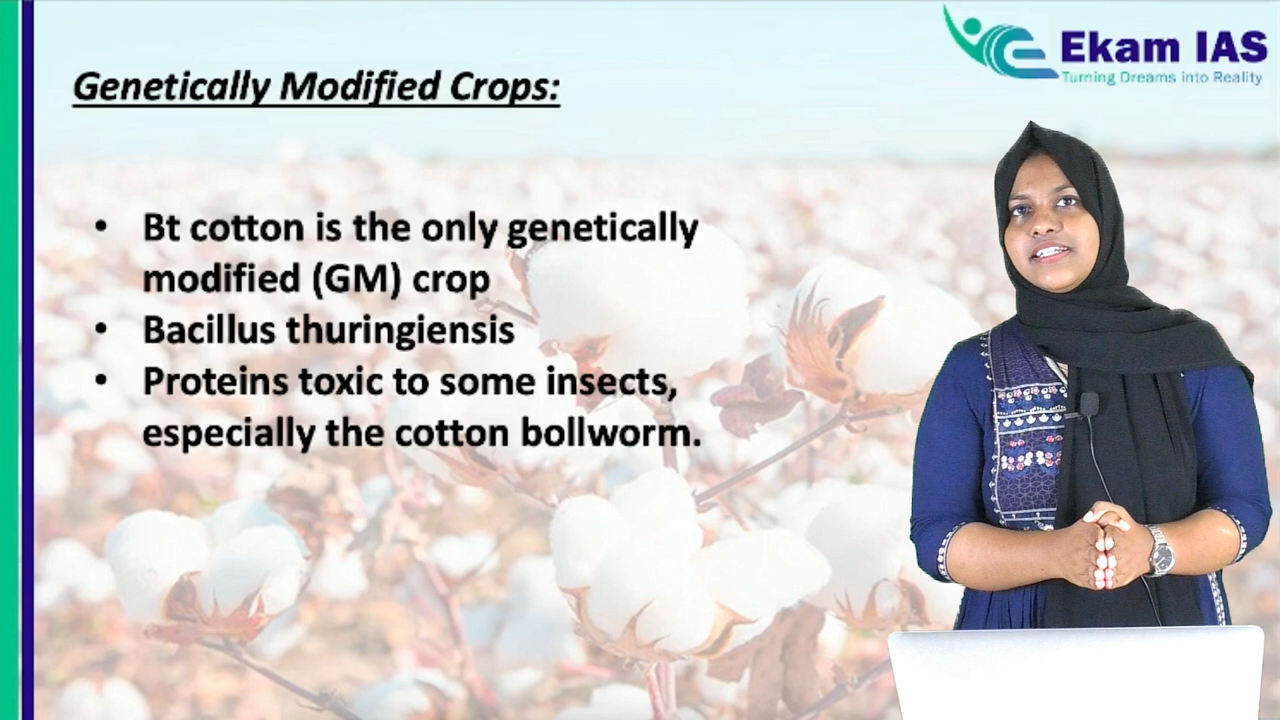 Ekam IAS
Turning Dreams into Reality
Genetically Modified Crops:
• Bt cotton is the only genetically
modified (GM) crop
• Bacillus thuringiensis
• Proteins toxic to some insects,
especially the cotton bollworm.